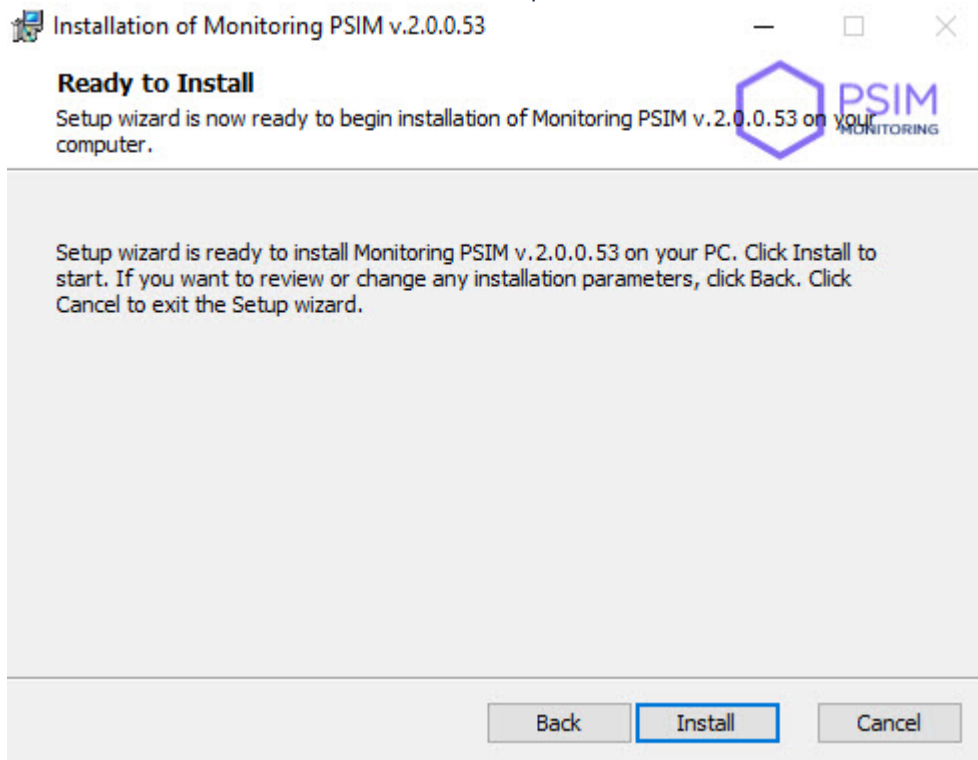 Installation of Monitoring PSIM v.2.0.0.53
Ready to Install
Setup wizard is now ready to begin installation of Monitoring PSIM v.2.0.0.53 on your
computer.
PSIM
MONITORING
Setup wizard is ready to install Monitoring PSIM v.2.0.0.53 on your PC. Click Install to
start. If you want to review or change any installation parameters, click Back. Click
Cancel to exit the Setup wizard.
Back Install Cancel